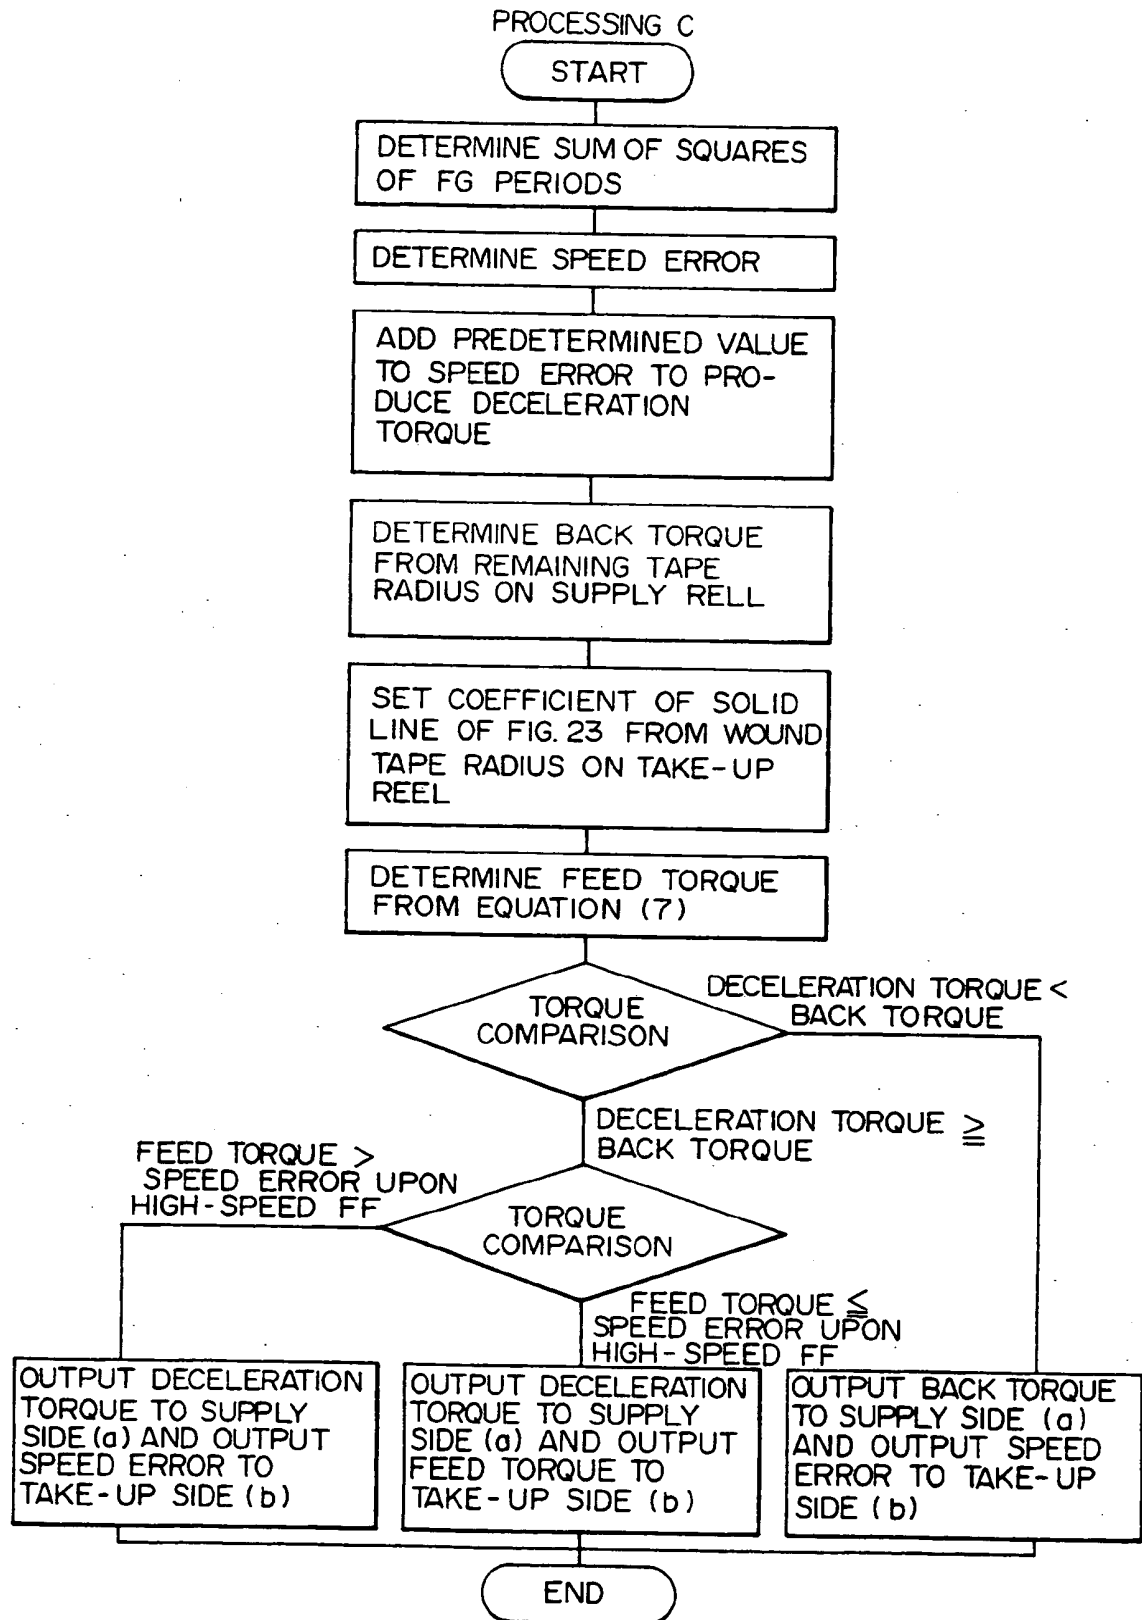 PROCESSING C
START
DETERMINE SUM OF SQUARES
OF FG PERIODS
DETERMINE SPEED ERROR
ADD PREDETERMINED VALUE
TO SPEED ERROR TO PRO-
DUCE DECELERATION
TORQUE
DETERMINE BACK TORQUE
FROM REMAINING TAPE
RADIUS ON SUPPLY RELL
SET COEFFICIENT OF SOLID
LINE OF FIG. 23 FROM WOUND
TAPE RADIUS ON TAKE-UP
REEL
DETERMINE FEED TORQUE
FROM EQUATION (7)
TORQUE
COMPARISON
DECELERATION TORQUE <
BACK TORQUE
DECELERATION TORQUE ≧
BACK TORQUE
FEED TORQUE >
SPEED ERROR UPON
HIGH-SPEED FF
TORQUE
COMPARISON
FEED TORQUE ≦
SPEED ERROR UPON
HIGH-SPEED FF
OUTPUT DECELERATION
TORQUE TO SUPPLY
SIDE (a) AND OUTPUT
SPEED ERROR TO
TAKE-UP SIDE (b)
OUTPUT DECELERATION
TORQUE TO SUPPLY
SIDE (a) AND OUTPUT
FEED TORQUE TO
TAKE-UP SIDE (b)
OUTPUT BACK TORQUE
TO SUPPLY SIDE (a)
AND OUTPUT SPEED
ERROR TO TAKE-UP
SIDE (b)
END